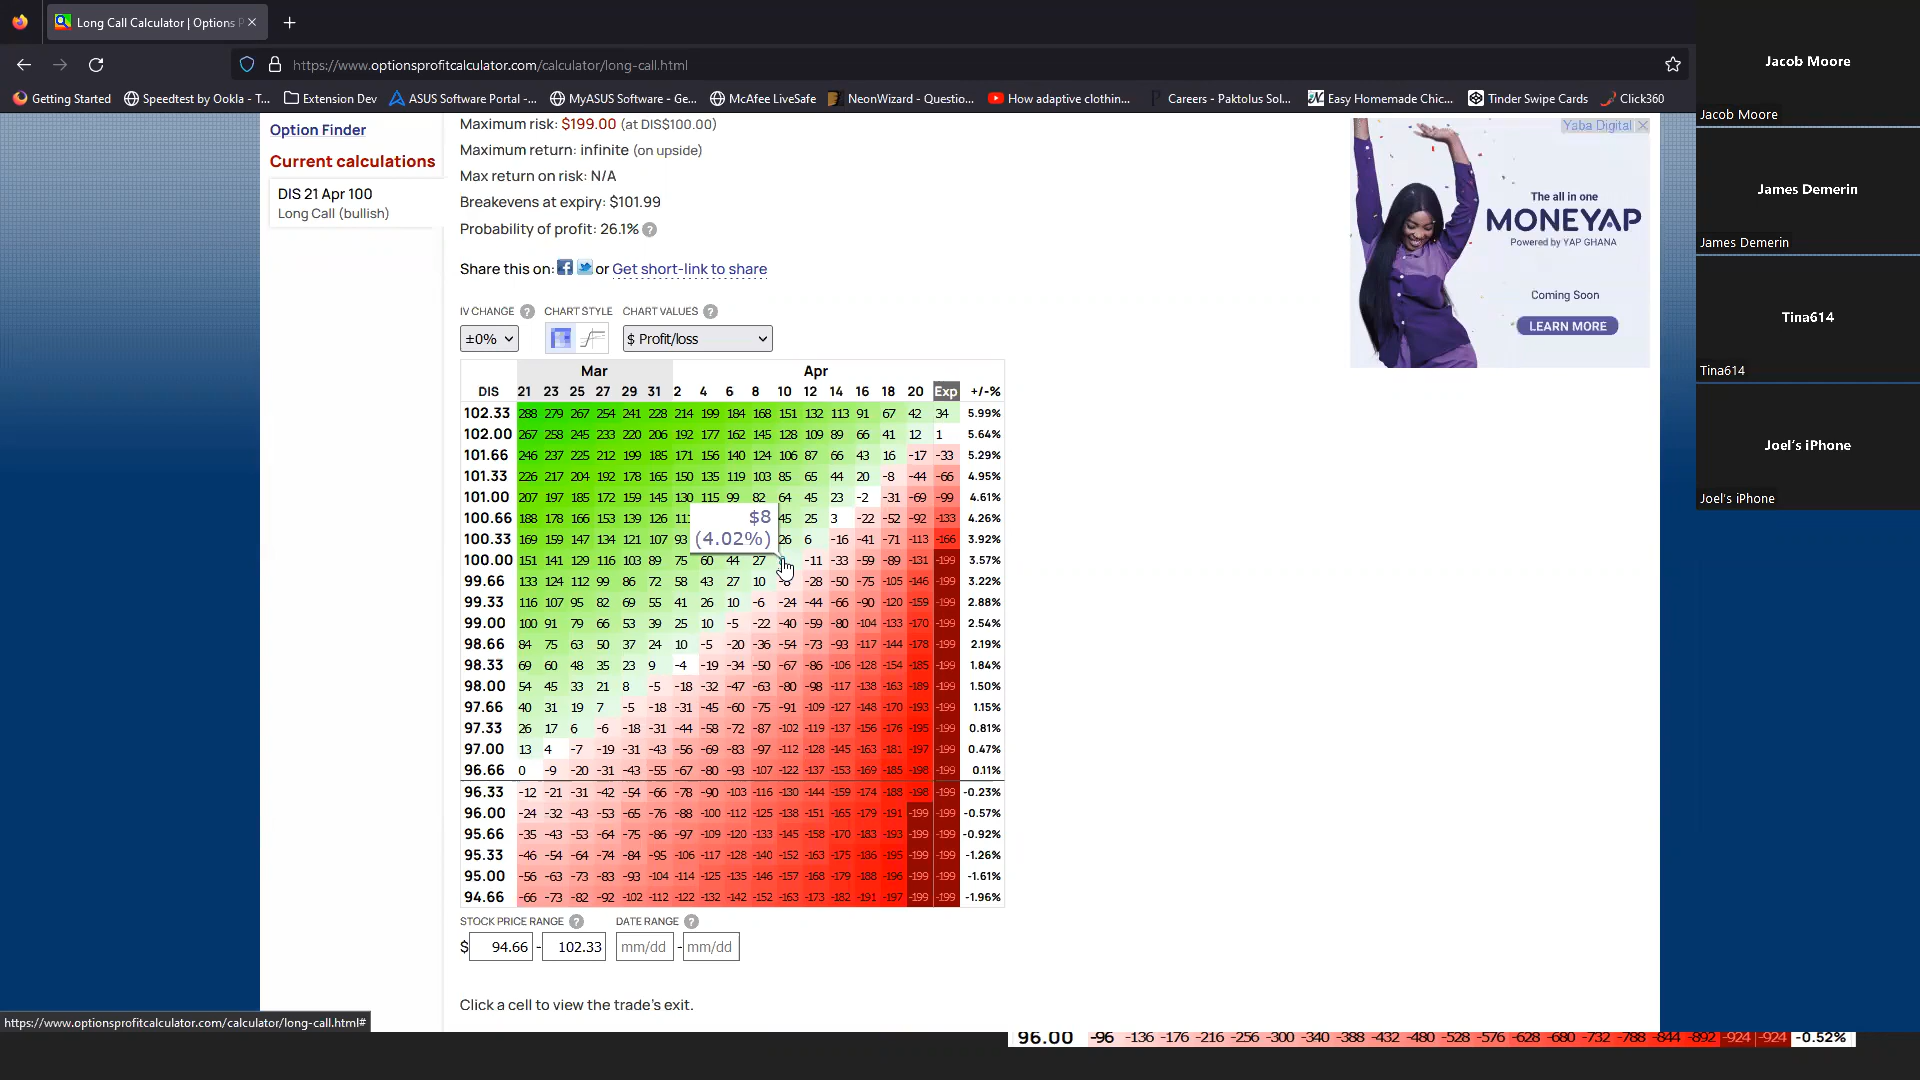 Long Call Calculator | Options P
https://www.optionsprofitcalculator.com/calculator/long-call.html
Getting Started
Speedtest by Ookla - T...
Extension Dev
ASUS Software Portal -...
MyASUS Software - Ge...
McAfee LiveSafe
NeonWizard - Questio...
How adaptive clothin...
Careers - Paktolus Sol...
Easy Homemade Chic...
Tinder Swipe Cards
Click360
Option Finder
Current calculations
DIS 21 Apr 100
Long Call (bullish)
Maximum risk: $199.00 (at DIS$100.00)
Maximum return: infinite (on upside)
Max return on risk: N/A
Breakevens at expiry: $101.99
Probability of profit: 26.1% ?
Share this on: or Get short-link to share
IV CHANGE ? CHART STYLE CHART VALUES ?
±0% $ Profit/loss
Mar Apr
DIS 21 23 25 27 29 31 2 4 6 8 10 12 14 16 18 20 Exp +/-%
102.33 288 279 267 254 241 228 214 199 184 168 151 132 113 91 67 42 34 5.99%
102.00 267 258 245 233 220 206 192 177 162 145 128 109 89 66 41 12 1 5.64%
101.66 246 237 225 212 199 185 171 156 140 124 106 87 66 43 16 -17 -33 5.29%
101.33 226 217 204 192 178 165 150 135 119 103 85 65 44 20 -8 -44 -66 4.95%
101.00 207 197 185 172 159 145 130 115 99 82 64 45 23 -2 -31 -69 -99 4.61%
100.66 188 178 166 153 139 126 45 25 3 -22 -52 -92 -133 4.26%
100.33 169 159 147 134 121 107 93 26 6 -16 -41 -71 -113 -166 3.92%
$8
(4.02%)
100.00 151 141 129 116 103 89 75 60 44 27 -11 -33 -59 -89 -131 -199 3.57%
99.66 133 124 112 99 86 72 58 43 27 10 -8 -28 -50 -75 -105 -146 -199 3.22%
99.33 116 107 95 82 69 55 41 26 10 -6 -24 -44 -66 -90 -120 -159 -199 2.88%
99.00 100 91 79 66 53 39 25 10 -5 -22 -40 -59 -80 -104 -133 -170 -199 2.54%
98.66 84 75 63 50 37 24 10 -5 -20 -36 -54 -73 -93 -117 -144 -178 -199 2.19%
98.33 69 60 48 35 23 9 -4 -19 -34 -50 -67 -86 -106 -128 -154 -185 -199 1.84%
98.00 54 45 33 21 8 -5 -18 -32 -47 -63 -80 -98 -117 -138 -163 -189 -199 1.50%
97.66 40 31 19 7 -5 -18 -31 -45 -60 -75 -91 -109 -127 -148 -170 -193 -199 1.15%
97.33 26 17 6 -6 -18 -31 -44 -58 -72 -87 -102 -119 -137 -156 -176 -195 -199 0.81%
97.00 13 4 -7 -19 -31 -43 -56 -69 -83 -97 -112 -128 -145 -163 -181 -197 -199 0.47%
96.66 0 -9 -20 -31 -43 -55 -67 -80 -93 -107 -122 -137 -153 -169 -185 -198 -199 0.11%
96.33 -12 -21 -31 -42 -54 -66 -78 -90 -103 -116 -130 -144 -159 -174 -188 -198 -199 -0.23%
96.00 -24 -32 -43 -53 -65 -76 -88 -100 -112 -125 -138 -151 -165 -179 -191 -199 -199 -0.57%
95.66 -35 -43 -53 -64 -75 -86 -97 -109 -120 -133 -145 -158 -170 -183 -193 -199 -199 -0.92%
95.33 -46 -54 -64 -74 -84 -95 -106 -117 -128 -140 -152 -163 -175 -186 -195 -199 -199 -1.26%
95.00 -56 -63 -73 -83 -93 -104 -114 -125 -135 -146 -157 -168 -179 -188 -196 -199 -199 -1.61%
94.66 -66 -73 -82 -92 -102 -112 -122 -132 -142 -152 -163 -173 -182 -191 -197 -199 -199 -1.96%
STOCK PRICE RANGE ? DATE RANGE ?
$ 94.66 - 102.33 mm/dd - mm/dd
Click a cell to view the trade's exit.
https://www.optionsprofitcalculator.com/calculator/long-call.html#
96.00 -96 -136 -176 -216 -256 -300 -340 -388 -432 -480 -528 -576 -628 -680 -732 -788 -844 -892 -924 -924 -0.52%
Yaba Digital
The all in one
MONEYAP
Powered by YAP GHANA
Coming Soon
LEARN MORE
Jacob Moore
Jacob Moore
James Demerin
James Demerin
Tina614
Tina614
Joel's iPhone
Joel's iPhone